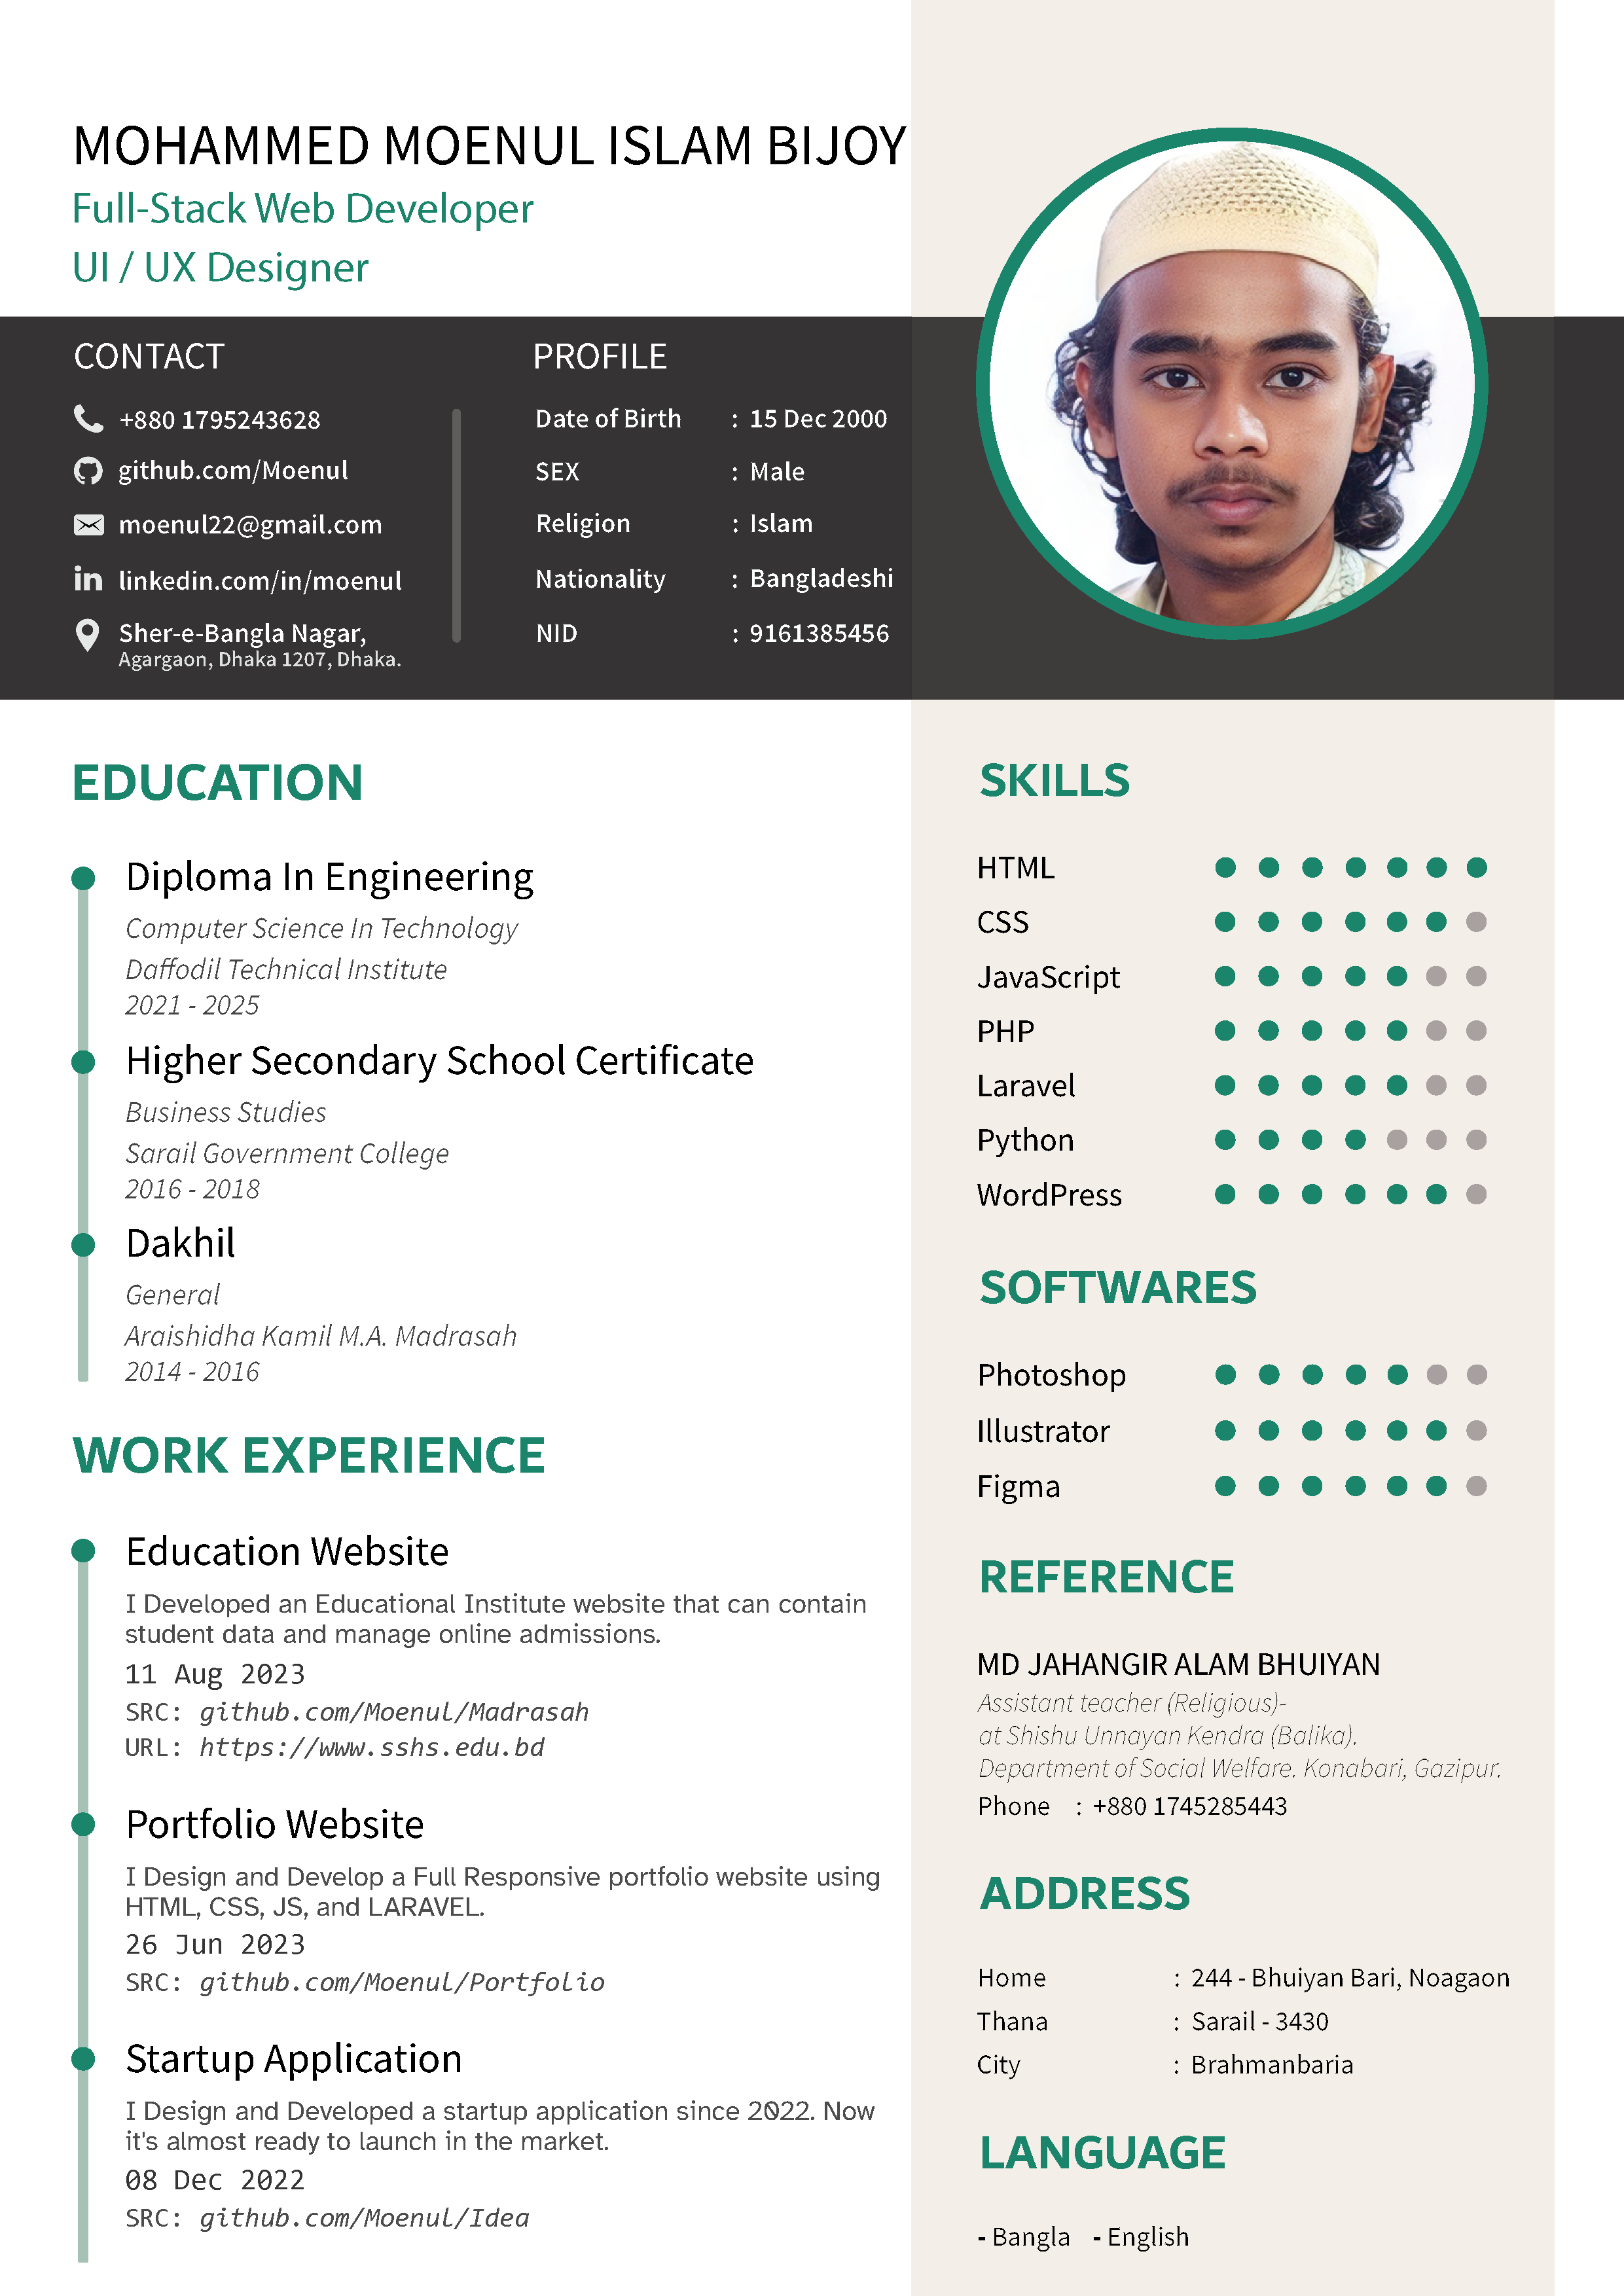 MOHAMMED MOENUL ISLAM BIJOY
Full-Stack Web Developer
UI / UX Designer
CONTACT
+880 1795243628
github.com/Moenul
moenul22@gmail.com
linkedin.com/in/moenul
Sher-e-Bangla Nagar,
Agargaon, Dhaka 1207, Dhaka.
PROFILE
Date of Birth : 15 Dec 2000
SEX : Male
Religion : Islam
Nationality : Bangladeshi
NID : 9161385456
EDUCATION
Diploma In Engineering
Computer Science In Technology
Daffodil Technical Institute
2021 - 2025
Higher Secondary School Certificate
Business Studies
Sarail Government College
2016 - 2018
Dakhil
General
Araishidha Kamil M.A. Madrasah
2014 - 2016
WORK EXPERIENCE
Education Website
I Developed an Educational Institute website that can contain
student data and manage online admissions.
11 Aug 2023
SRC: github.com/Moenul/Madrasah
URL: https://www.sshs.edu.bd
Portfolio Website
I Design and Develop a Full Responsive portfolio website using
HTML, CSS, JS, and LARAVEL.
26 Jun 2023
SRC: github.com/Moenul/Portfolio
Startup Application
I Design and Developed a startup application since 2022. Now
it's almost ready to launch in the market.
08 Dec 2022
SRC: github.com/Moenul/Idea
SKILLS
HTML
CSS
JavaScript
PHP
Laravel
Python
WordPress
SOFTWARES
Photoshop
Illustrator
Figma
REFERENCE
MD JAHANGIR ALAM BHUIYAN
Assistant teacher (Religious)-
at Shishu Unnayan Kendra (Balika).
Department of Social Welfare. Konabari, Gazipur.
Phone : +880 1745285443
ADDRESS
Home : 244 - Bhuiyan Bari, Noagaon
Thana : Sarail - 3430
City : Brahmanbaria
LANGUAGE
- Bangla - English